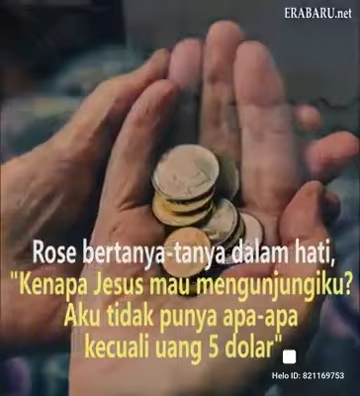 ERABARU.net
Rose bertanya-tanya dalam hati,
"Kenapa Jesus mau mengunjungiku?
Aku tidak punya apa-apa
kecuali uang 5 dolar"
Helo ID: 821169753